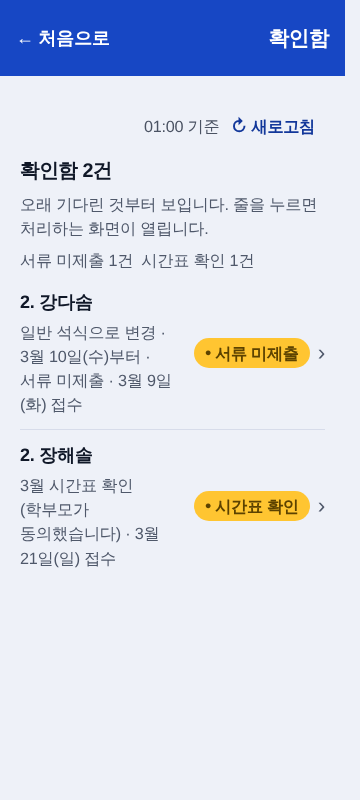 ← 처음으로
확인함
01:00 기준 새로고침
확인함 2건
오래 기다린 것부터 보입니다. 줄을 누르면
처리하는 화면이 열립니다.
서류 미제출 1건 시간표 확인 1건
2. 강다솜
일반 석식으로 변경 ·
3월 10일(수)부터 ·
서류 미제출 · 3월 9일
(화) 접수
• 서류 미제출 ›
2. 장해솔
3월 시간표 확인
(학부모가
동의했습니다) · 3월
21일(일) 접수
• 시간표 확인 ›